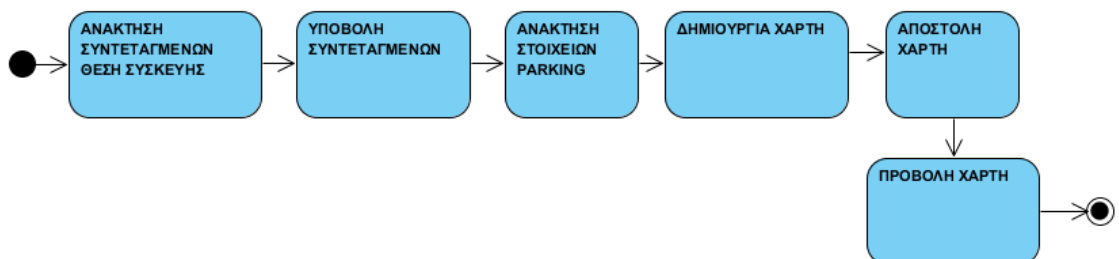 ΑΝΑΚΤΗΣΗ
ΣΥΝΤΕΤΑΓΜΕΝΩΝ
ΘΕΣΗ ΣΥΣΚΕΥΗΣ
ΥΠΟΒΟΛΗ
ΣΥΝΤΕΤΑΓΜΕΝΩΝ
ΑΝΑΚΤΗΣΗ
ΣΤΟΙΧΕΙΩΝ
PARKING
ΔΗΜΙΟΥΡΓΙΑ ΧΑΡΤΗ
ΑΠΟΣΤΟΛΗ
ΧΑΡΤΗ
ΠΡΟΒΟΛΗ ΧΑΡΤΗ